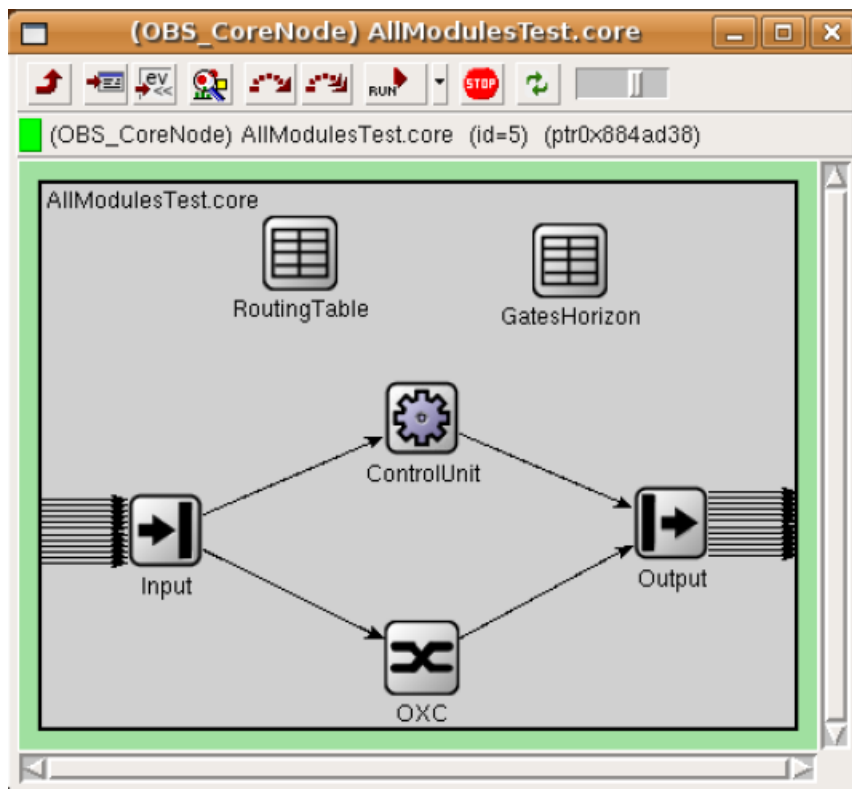 (OBS_CoreNode) AllModulesTest.core
ev
<<
RUN
STOP
(OBS_CoreNode) AllModulesTest.core (id=5) (ptr0x884ad38)
AllModulesTest.core
RoutingTable
GatesHorizon
ControlUnit
Input
Output
OXC